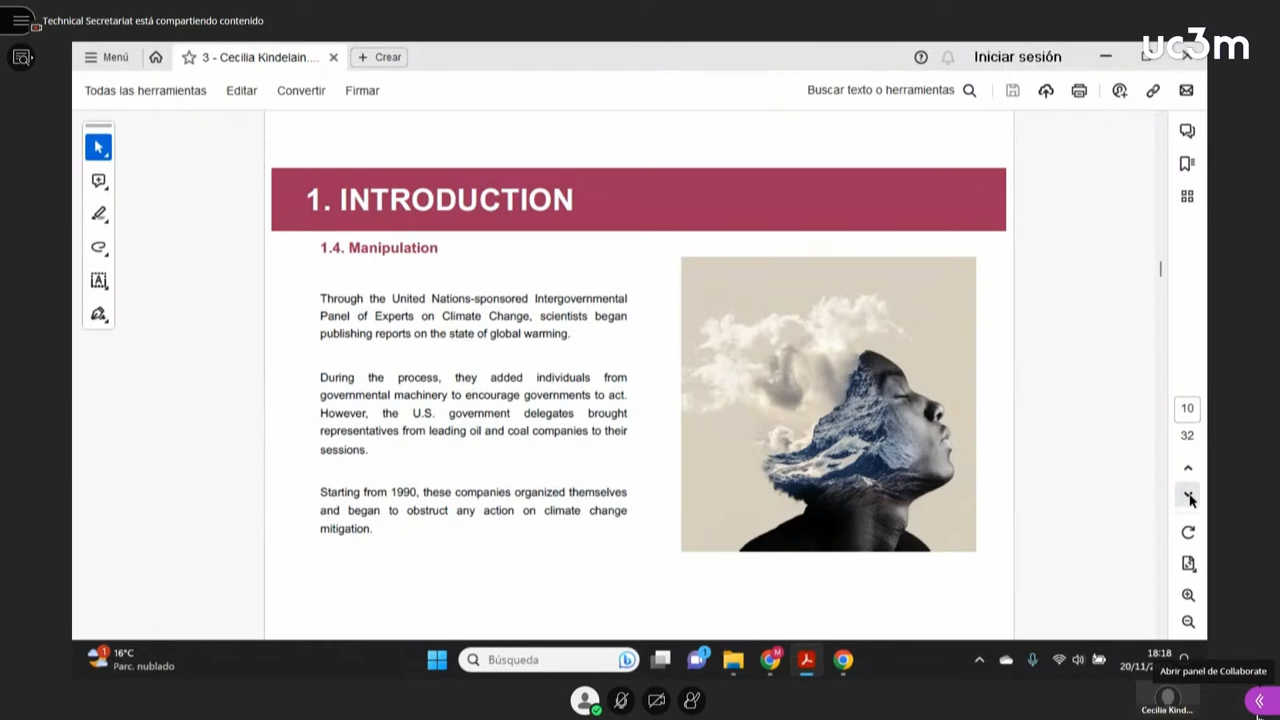 Technical Secretariat está compartiendo contenido
uc3m
Menú
3 - Cecilia Kindelain....
Crear
Iniciar sesión
Todas las herramientas
Editar
Convertir
Firmar
Buscar texto o herramientas
1. INTRODUCTION
1.4. Manipulation
Through the United Nations-sponsored Intergovernmental
Panel of Experts on Climate Change, scientists began
publishing reports on the state of global warming.
During the process, they added individuals from
governmental machinery to encourage governments to act.
However, the U.S. government delegates brought
representatives from leading oil and coal companies to their
sessions.
Starting from 1990, these companies organized themselves
and began to obstruct any action on climate change
mitigation.
10
32
1
16°C
Parc. nublado
Búsqueda
1
M
18:18
20/11/2
Abrir panel de Collaborate
Cecilia Kind...